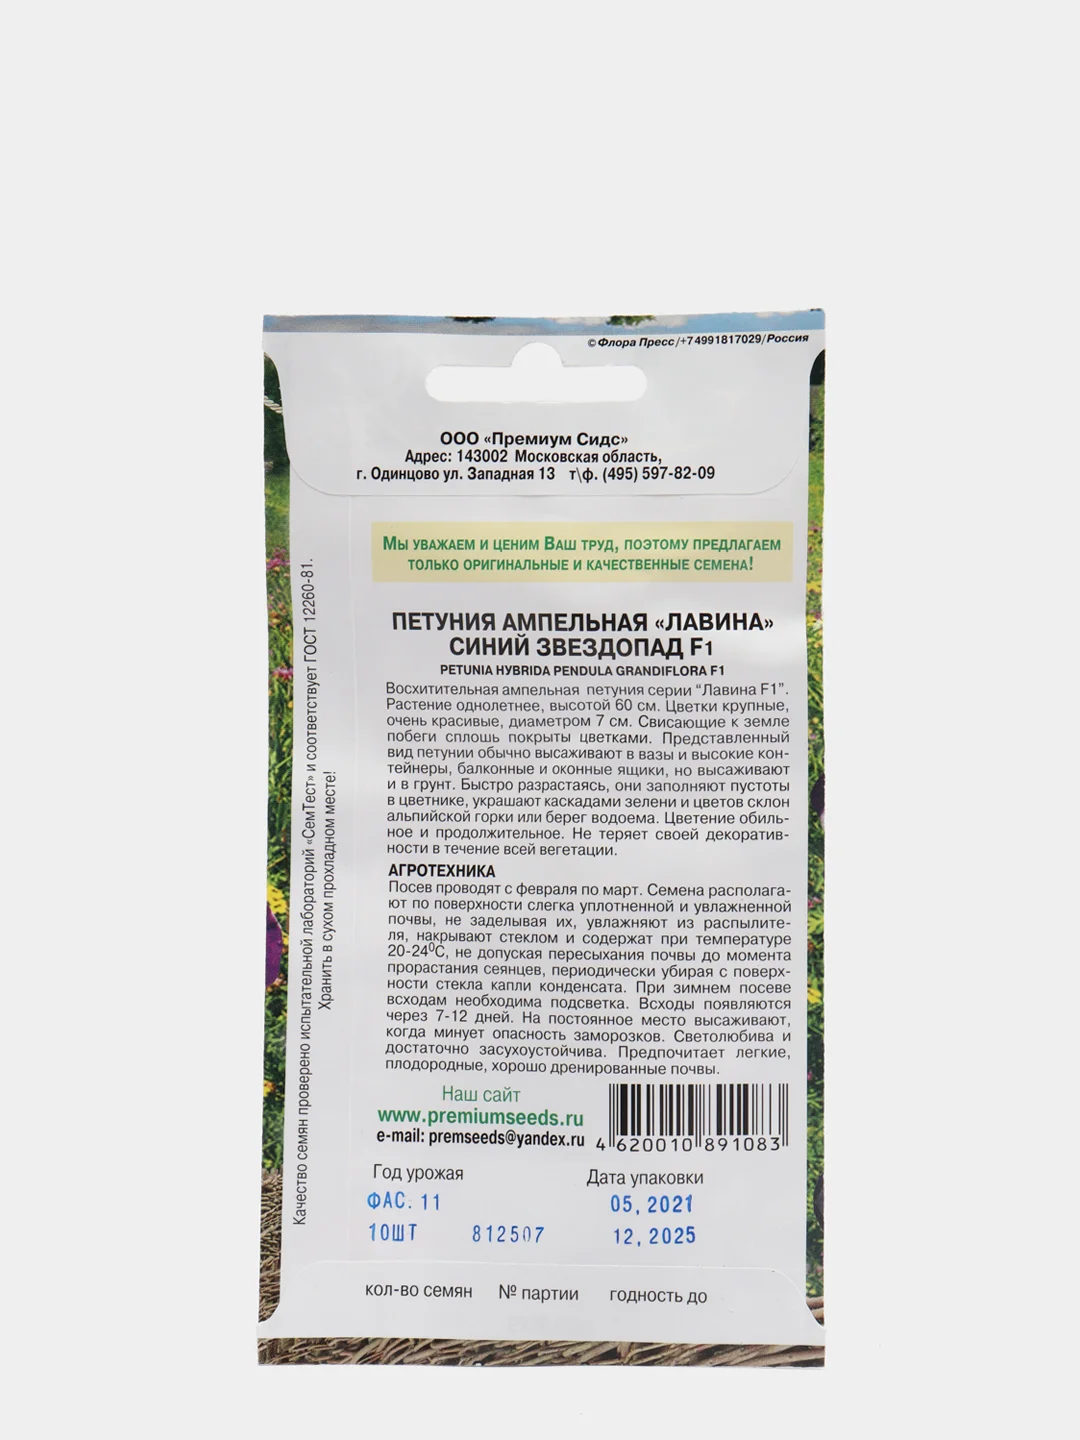 ©Флора Пресс/+74991817029/Россия
ООО «Премиум Сидс»
Адрес: 143002 Московская область,
г. Одинцово ул. Западная 13 т\ф. (495) 597-82-09
Мы уважаем и ценим Ваш труд, поэтому предлагаем
только оригинальные и качественные семена!
ПЕТУНИЯ АМПЕЛЬНАЯ «ЛАВИНА»
СИНИЙ ЗВЕЗДОПАД F1
PETUNIA HYBRIDA PENDULA GRANDIFLORA F1
Восхитительная ампельная петуния серии "Лавина F1".
Растение однолетнее, высотой 60 см. Цветки крупные,
очень красивые, диаметром 7 см. Свисающие к земле
побеги сплошь покрыты цветками. Представленный
вид петунии обычно высаживают в вазы и высокие кон-
тейнеры, балконные и оконные ящики, но высаживают
и в грунт. Быстро разрастаясь, они заполняют пустоты
в цветнике, украшают каскадами зелени и цветов склон
альпийской горки или берег водоема. Цветение обиль-
ное и продолжительное. Не теряет своей декоратив-
ности в течение всей вегетации.
АГРОТЕХНИКА
Посев проводят с февраля по март. Семена располага-
ют по поверхности слегка уплотненной и увлажненной
почвы, не заделывая их, увлажняют из распылите-
ля, накрывают стеклом и содержат при температуре
20-24⁰С, не допуская пересыхания почвы до момента
прорастания сеянцев, периодически убирая с поверх-
ности стекла капли конденсата. При зимнем посеве
всходам необходима подсветка. Всходы появляются
через 7-12 дней. На постоянное место высаживают,
когда минует опасность заморозков. Светолюбива и
достаточно засухоустойчива. Предпочитает легкие,
плодородные, хорошо дренированные почвы.
Наш сайт
www.premiumseeds.ru
e-mail: premseeds@yandex.ru
4 620010 891083
Год урожая
Дата упаковки
ФАС. 11
05, 2021
10ШТ 812507
12, 2025
кол-во семян № партии годность до
Качество семян проверено испытательной лабораторий «СемТест» и соответствует ГОСТ 12260-81.
Хранить в сухом прохладном месте!